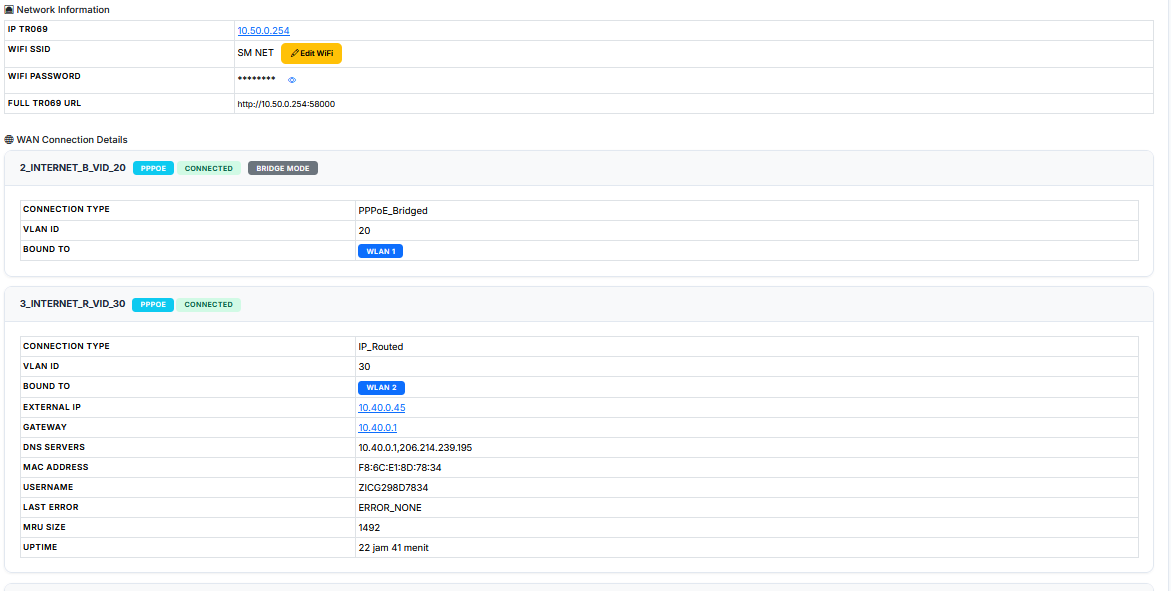 Network Information
IP TR069 10.50.0.254
WIFI SSID SM NET Edit WiFi
WIFI PASSWORD ********
FULL TR069 URL http://10.50.0.254:58000
WAN Connection Details
2_INTERNET_B_VID_20 PPPOE CONNECTED BRIDGE MODE
CONNECTION TYPE PPPoE_Bridged
VLAN ID 20
BOUND TO WLAN 1
3_INTERNET_R_VID_30 PPPOE CONNECTED
CONNECTION TYPE IP_Routed
VLAN ID 30
BOUND TO WLAN 2
EXTERNAL IP 10.40.0.45
GATEWAY 10.40.0.1
DNS SERVERS 10.40.0.1,206.214.239.195
MAC ADDRESS F8:6C:E1:8D:78:34
USERNAME ZICG298D7834
LAST ERROR ERROR_NONE
MRU SIZE 1492
UPTIME 22 jam 41 menit